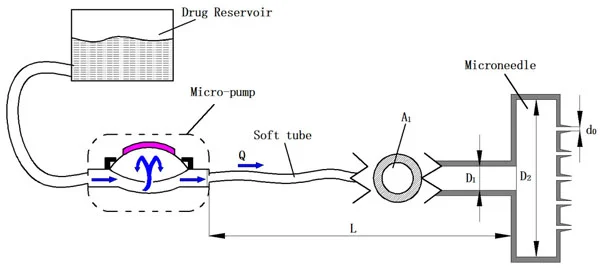 Drug Reservoir
Microneedle
Micro-pump
A1
d0
Q
Soft tube
D1
D2
L